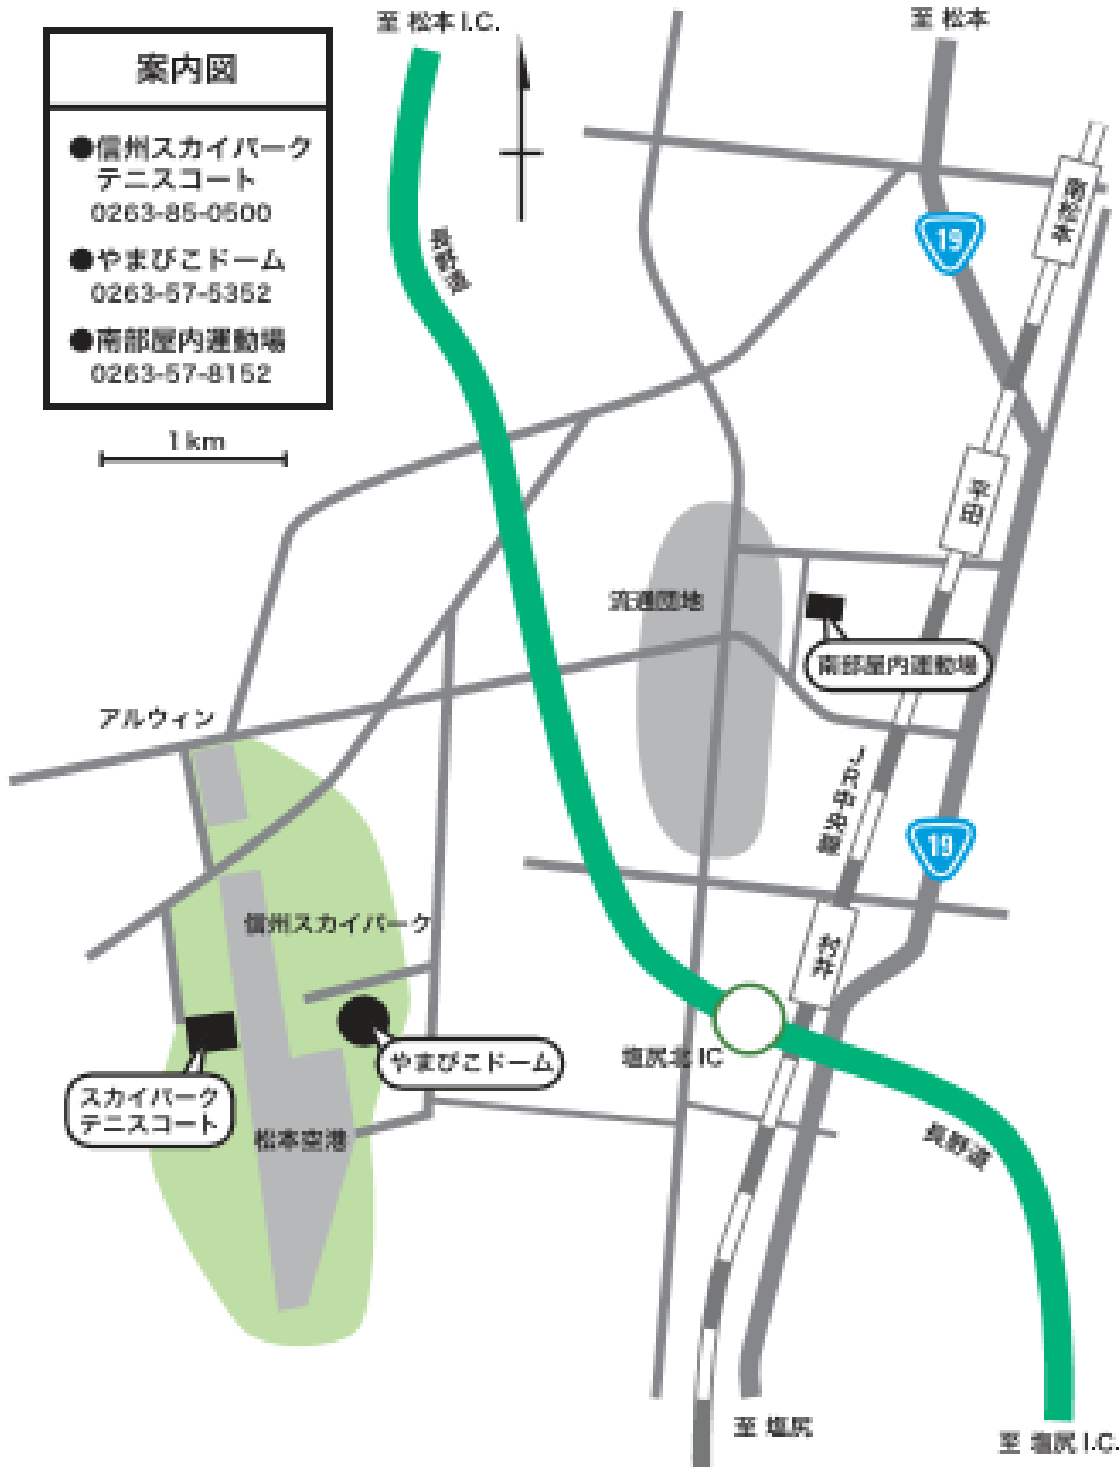 案内図
●信州スカイパーク
テニスコート
0263-85-0500
●やまびこドーム
0263-57-5352
●南部屋内運動場
0263-57-8152
1km
至 松本 I.C.
至 松本
長野道
19
南松本
平田
流通団地
南部屋内運動場
アルウィン
JR中央線
19
信州スカイパーク
村井
やまびこドーム
塩尻北 IC
スカイパーク
テニスコート
松本空港
長野道
至 塩尻
至 塩尻 I.C.